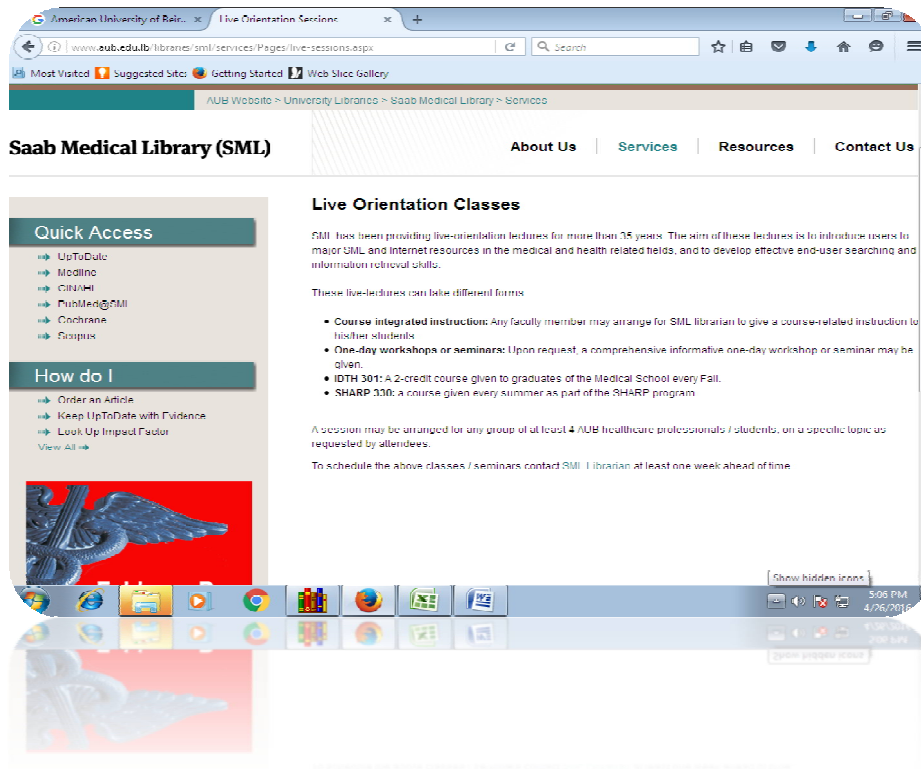 American University of Beir.. ×
Live Orientation Sessions ×
+
www.aub.edu.lb/libraries/sml/services/Pages/live-sessions.aspx
Search
Most Visited
Suggested Sites
Getting Started
Web Slice Gallery
AUB Website > University Libraries > Saab Medical Library > Services
Saab Medical Library (SML)
About Us
Services
Resources
Contact Us
Quick Access
UpToDate
Medline
CINAHL
PubMed@SML
Cochrane
Scopus
How do I
Order an Article
Keep UpToDate with Evidence
Look Up Impact Factor
View All
Live Orientation Classes
SML has been providing live-orientation lectures for more than 35 years. The aim of these lectures is to introduce users to
major SML and Internet resources in the medical and health related fields, and to develop effective end-user searching and
information retrieval skills.
These live-lectures can take different forms
• Course integrated instruction: Any faculty member may arrange for SML librarian to give a course-related instruction to
his/her students
• One-day workshops or seminars: Upon request, a comprehensive informative one-day workshop or seminar may be
given.
• IDTH 301: A 2-credit course given to graduates of the Medical School every Fall.
• SHARP 330: a course given every summer as part of the SHARP program
A session may be arranged for any group of at least 4 AUB healthcare professionals / students, on a specific topic as
requested by attendees.
To schedule the above classes / seminars contact SML Librarian at least one week ahead of time
Show hidden icons
5:06 PM
4/26/2016